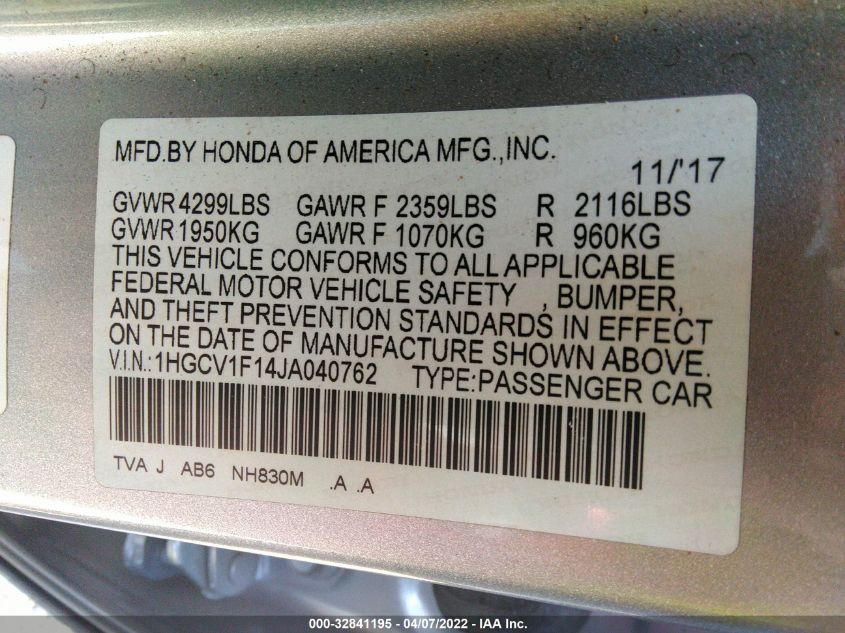 MFD.BY HONDA OF AMERICA MFG.,INC.
11/'17
GVWR 4299LBS GAWR F 2359LBS R 2116LBS
GVWR 1950KG GAWR F 1070KG R 960KG
THIS VEHICLE CONFORMS TO ALL APPLICABLE
FEDERAL MOTOR VEHICLE SAFETY , BUMPER,
AND THEFT PREVENTION STANDARDS IN EFFECT
ON THE DATE OF MANUFACTURE SHOWN ABOVE.
V.I.N.:1HGCV1F14JA040762 TYPE:PASSENGER CAR
TVA J AB6 NH830M .A .A
000-32841195 - 04/07/2022 - IAA Inc.